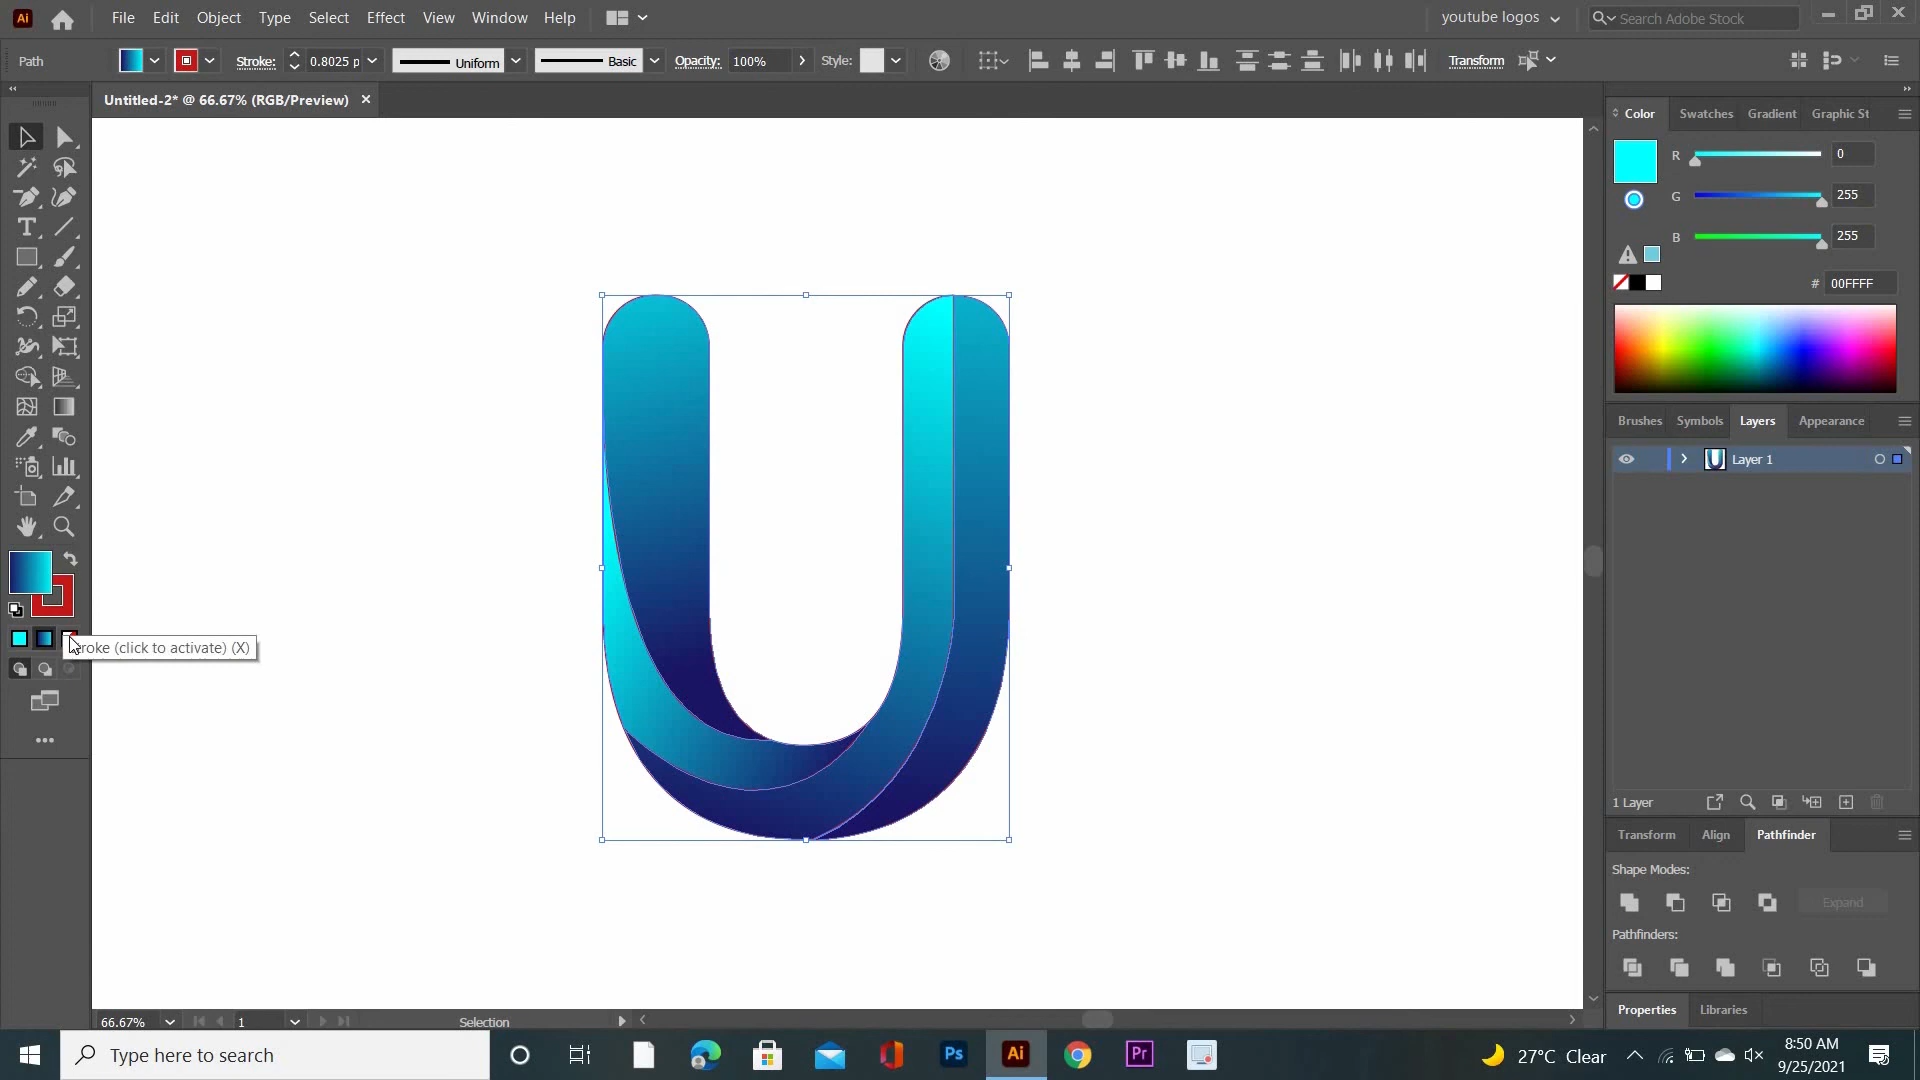 Ai File Edit Object Type Select Effect View Window Help youtube logos Search Adobe Stock
Path Stroke: 0.8025 p Uniform Basic Opacity: 100% Style: Transform
Untitled-2* @ 66.67% (RGB/Preview)
Color Swatches Gradient Graphic St
R 0
G 255
B 255
# 00FFFF
Brushes Symbols Layers Appearance
Layer 1
roke (click to activate) (X)
1 Layer
Transform Align Pathfinder
Shape Modes:
Expand
Pathfinders:
Properties Libraries
66.67% 1 Selection
Type here to search
Ps Ai Pr
27°C Clear
8:50 AM
9/25/2021